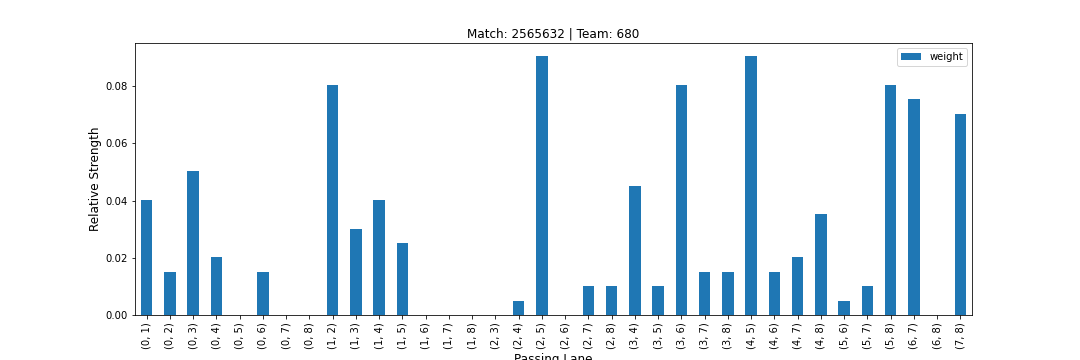 Match: 2565632 | Team: 680
weight
Relative Strength
0.08
0.06
0.04
0.02
0.00
(0, 1) (0, 2) (0, 3) (0, 4) (0, 5) (0, 6) (0, 7) (0, 8) (1, 2) (1, 3) (1, 4) (1, 5) (1, 6) (1, 7) (1, 8) (2, 3) (2, 4) (2, 5) (2, 6) (2, 7) (2, 8) (3, 4) (3, 5) (3, 6) (3, 7) (3, 8) (4, 5) (4, 6) (4, 7) (4, 8) (5, 6) (5, 7) (5, 8) (6, 7) (6, 8) (7, 8)
Passing Lane